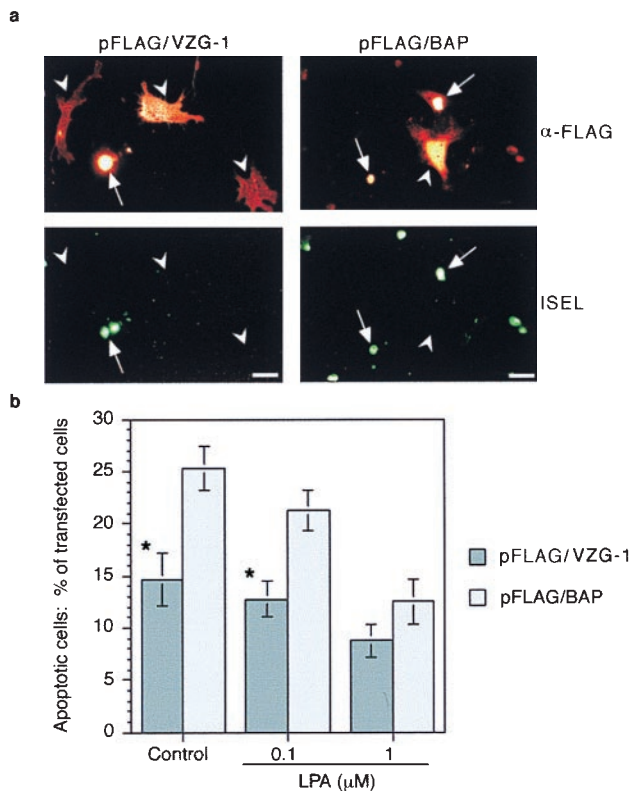 a
pFLAG/VZG-1 pFLAG/BAP
α-FLAG
ISEL
b
Apoptotic cells: % of transfected cells
30
25
20
15
10
5
0
*
*
pFLAG/VZG-1
pFLAG/BAP
Control 0.1 1
LPA (μM)